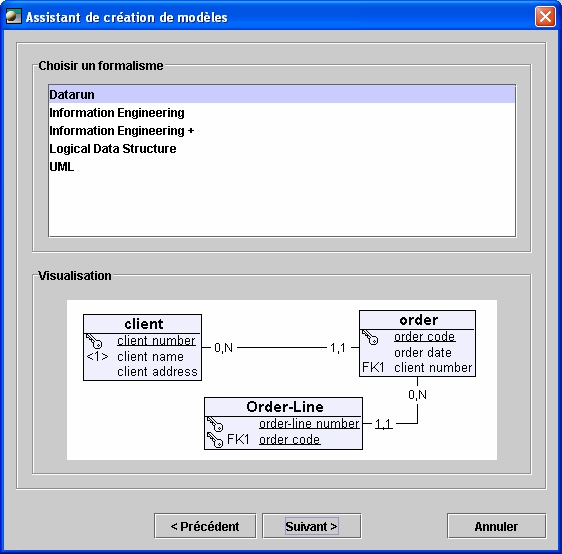 Assistant de création de modèles
Choisir un formalisme
Datarun
Information Engineering
Information Engineering +
Logical Data Structure
UML
Visualisation
client
client number
<1> client name
client address
0,N
1,1
order
order code
order date
FK1 client number
0,N
Order-Line
order-line number
FK1 order code
1,1
< Précédent
Suivant >
Annuler